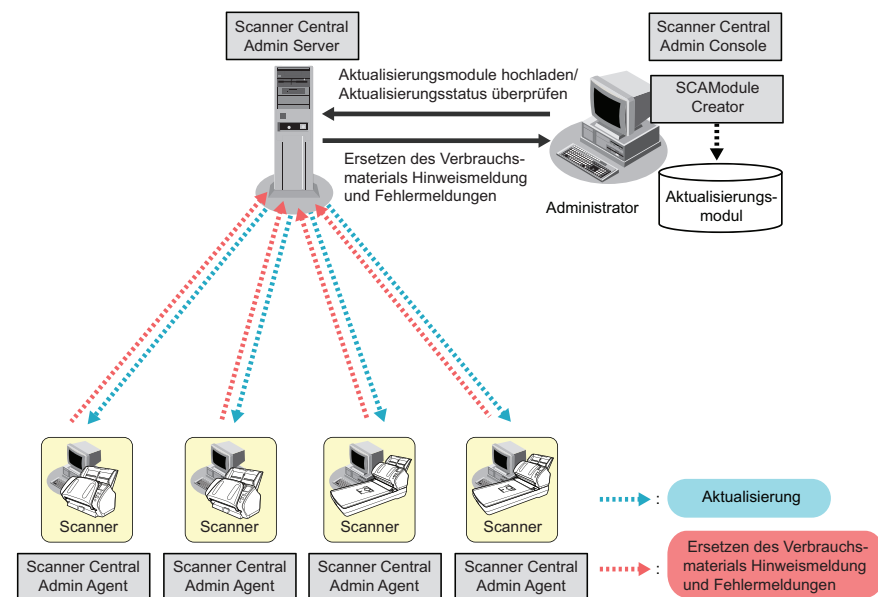 Scanner Central
Admin Server
Scanner Central
Admin Console
Aktualisierungsmodule hochladen/
Aktualisierungsstatus überprüfen
SCAModule
Creator
Ersetzen des Verbrauchs-
materials Hinweismeldung
und Fehlermeldungen
Administrator
Aktualisierungs-
modul
Scanner
Scanner
Scanner
Scanner
Scanner Central
Admin Agent
Scanner Central
Admin Agent
Scanner Central
Admin Agent
Scanner Central
Admin Agent
: Aktualisierung
: Ersetzen des Verbrauchs-
materials Hinweismeldung
und Fehlermeldungen